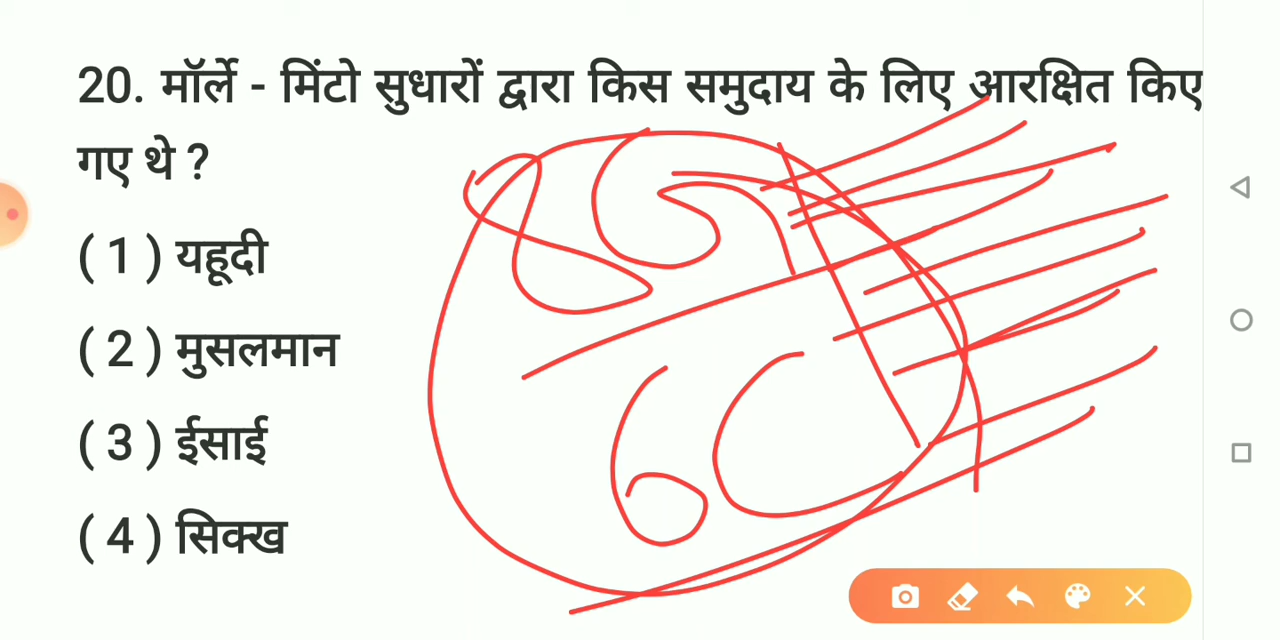 20. मॉर्ले - मिंटो सुधारों द्वारा किस समुदाय के लिए आरक्षित किए
गए थे ?
( 1 ) यहूदी
( 2 ) मुसलमान
( 3 ) ईसाई
( 4 ) सिक्ख